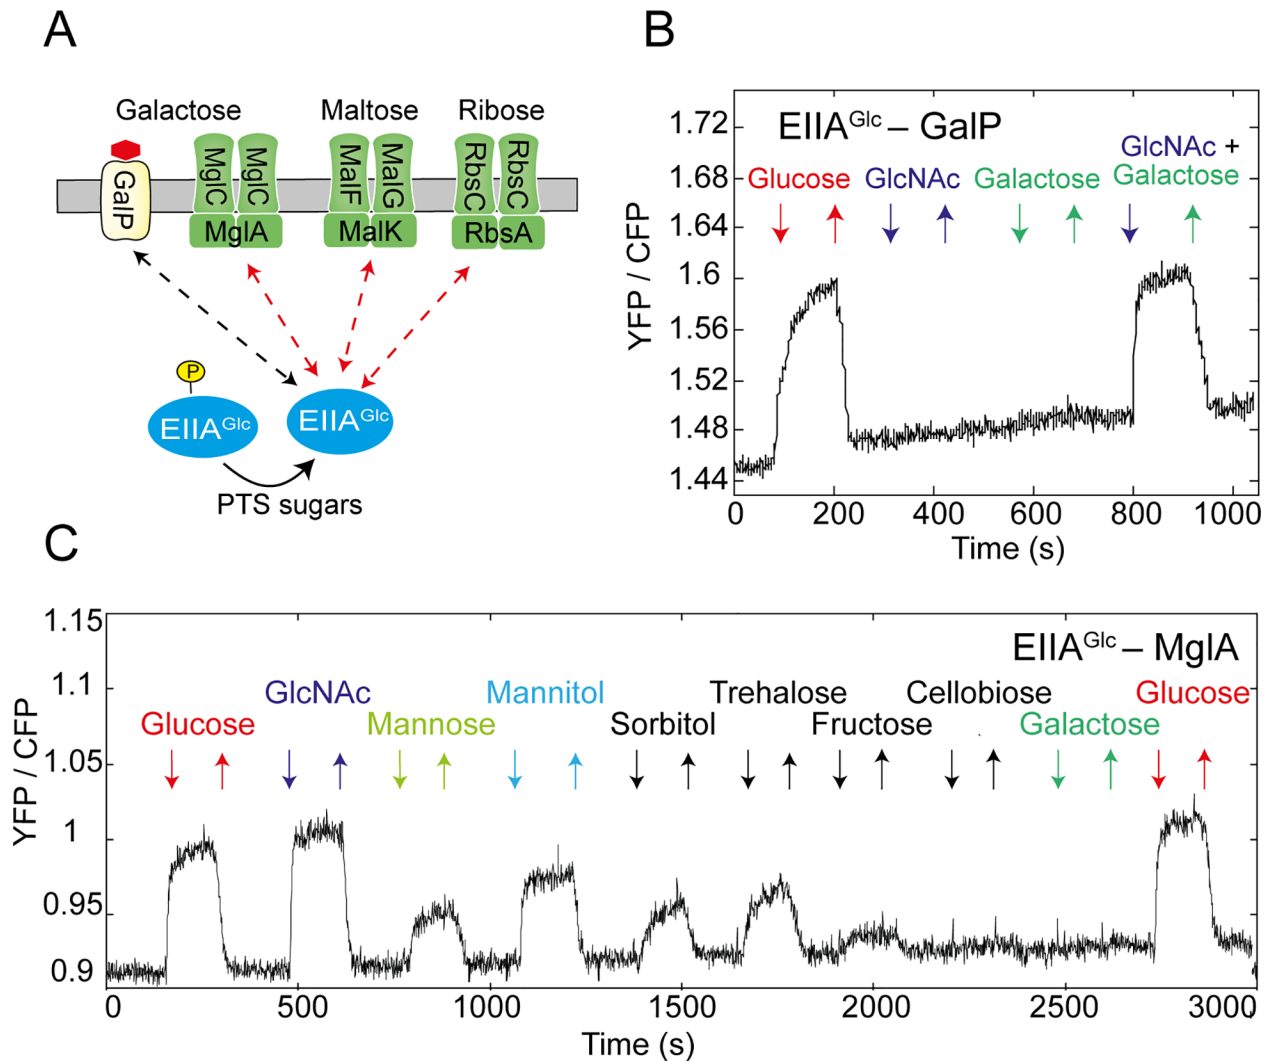 A
Galactose
Maltose
Ribose
GalP
MglC
MglC
MalF
MalG
RbsC
RbsC
MglA
MalK
RbsA
P
EIIAGlc
EIIAGlc
PTS sugars
B
EIIAGlc – GalP
GlcNAc +
Glucose GlcNAc Galactose Galactose
YFP / CFP
1.72
1.68
1.64
1.6
1.56
1.52
1.48
1.44
0 200 400 600 800 1000
Time (s)
C
EIIAGlc – MglA
GlcNAc Mannitol Trehalose Cellobiose Glucose
Glucose Mannose Sorbitol Fructose Galactose
YFP / CFP
1.15
1.1
1.05
1
0.95
0.9
0 500 1000 1500 2000 2500 3000
Time (s)